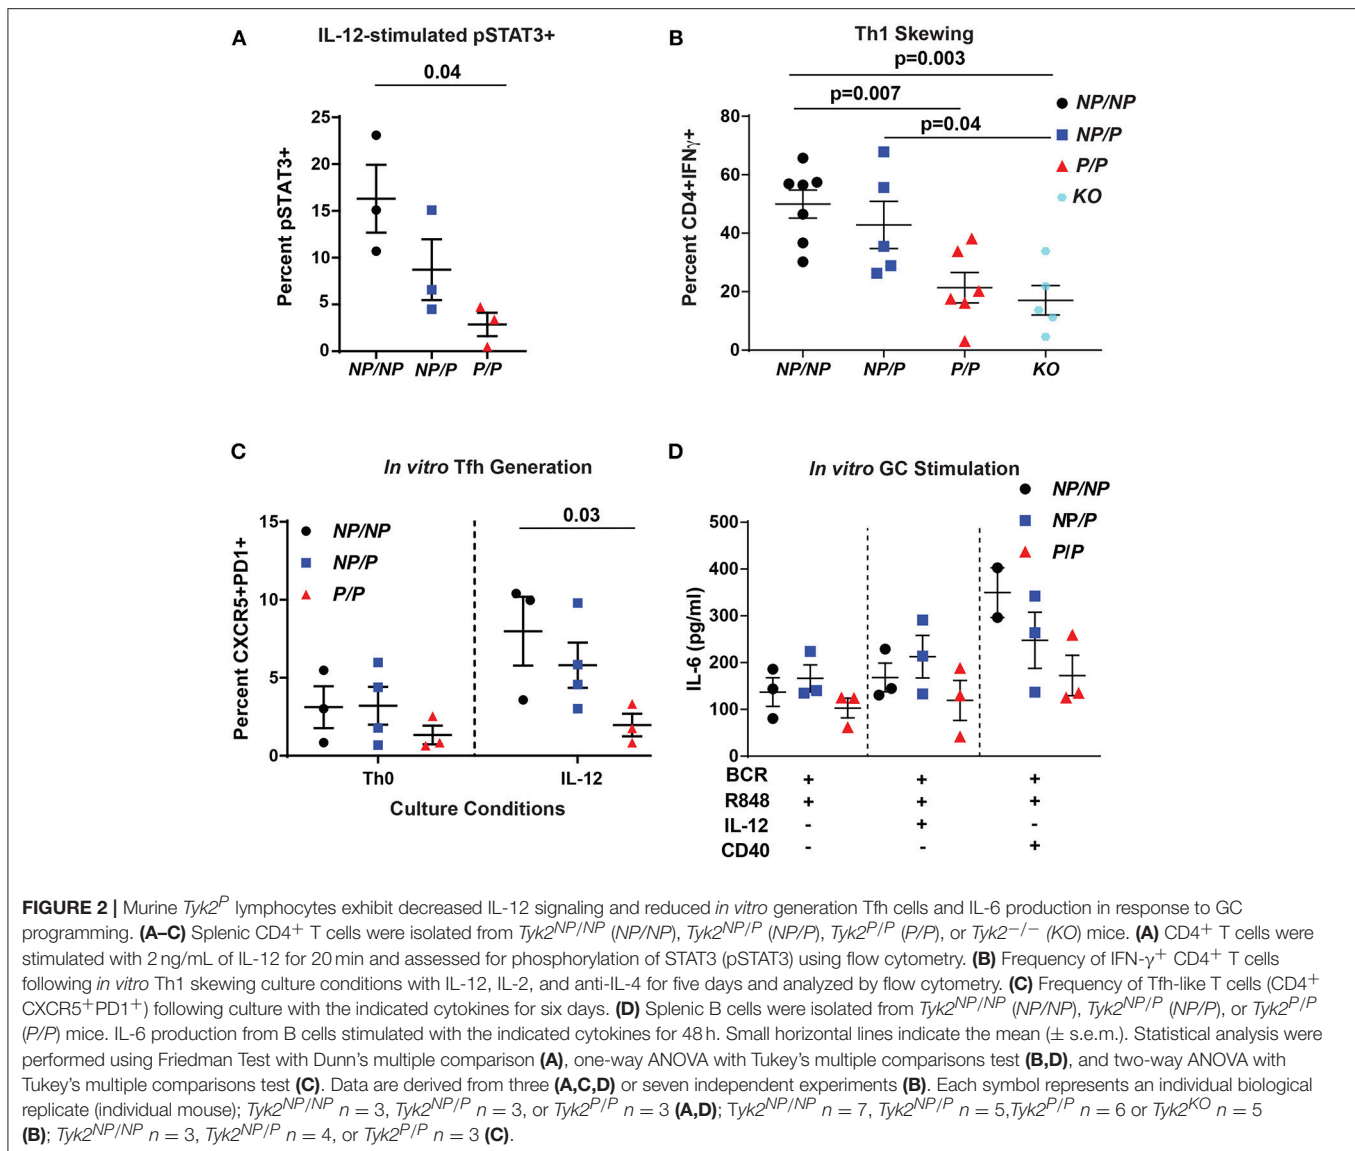 A
IL-12-stimulated pSTAT3+
0.04
Percent pSTAT3+
25
20
15
10
5
0
NP/NP NP/P P/P
B
Th1 Skewing
p=0.003
p=0.007
p=0.04
NP/NP
NP/P
P/P
KO
Percent CD4+IFNγ+
80
60
40
20
0
NP/NP NP/P P/P KO
C
In vitro Tfh Generation
0.03
NP/NP
NP/P
P/P
Percent CXCR5+PD1+
15
10
5
0
Th0 IL-12
Culture Conditions
D
In vitro GC Stimulation
NP/NP
NP/P
P/P
IL-6 (pg/ml)
500
400
300
200
100
0
BCR + + +
R848 + + +
IL-12 - + -
CD40 - - +
FIGURE 2 | Murine Tyk2P lymphocytes exhibit decreased IL-12 signaling and reduced in vitro generation Tfh cells and IL-6 production in response to GC
programming. (A–C) Splenic CD4+ T cells were isolated from Tyk2NP/NP (NP/NP), Tyk2NP/P (NP/P), Tyk2P/P (P/P), or Tyk2−/− (KO) mice. (A) CD4+ T cells were
stimulated with 2 ng/mL of IL-12 for 20 min and assessed for phosphorylation of STAT3 (pSTAT3) using flow cytometry. (B) Frequency of IFN-γ+ CD4+ T cells
following in vitro Th1 skewing culture conditions with IL-12, IL-2, and anti-IL-4 for five days and analyzed by flow cytometry. (C) Frequency of Tfh-like T cells (CD4+
CXCR5+PD1+) following culture with the indicated cytokines for six days. (D) Splenic B cells were isolated from Tyk2NP/NP (NP/NP), Tyk2NP/P (NP/P), or Tyk2P/P
(P/P) mice. IL-6 production from B cells stimulated with the indicated cytokines for 48 h. Small horizontal lines indicate the mean (± s.e.m.). Statistical analysis were
performed using Friedman Test with Dunn's multiple comparison (A), one-way ANOVA with Tukey's multiple comparisons test (B,D), and two-way ANOVA with
Tukey's multiple comparisons test (C). Data are derived from three (A,C,D) or seven independent experiments (B). Each symbol represents an individual biological
replicate (individual mouse); Tyk2NP/NP n = 3, Tyk2NP/P n = 3, or Tyk2P/P n = 3 (A,D); Tyk2NP/NP n = 7, Tyk2NP/P n = 5,Tyk2P/P n = 6 or Tyk2KO n = 5
(B); Tyk2NP/NP n = 3, Tyk2NP/P n = 4, or Tyk2P/P n = 3 (C).